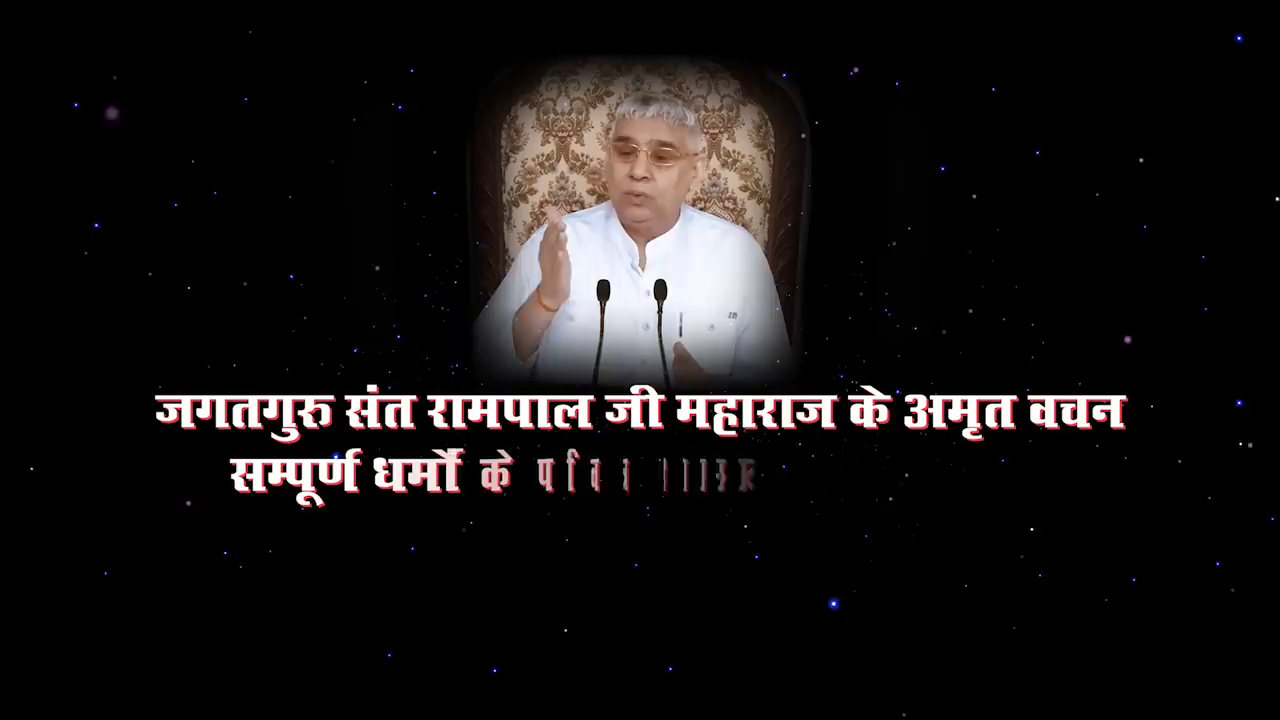 जगतगुरु संत रामपाल जी महाराज के अमृत वचन
सम्पूर्ण धर्मों के